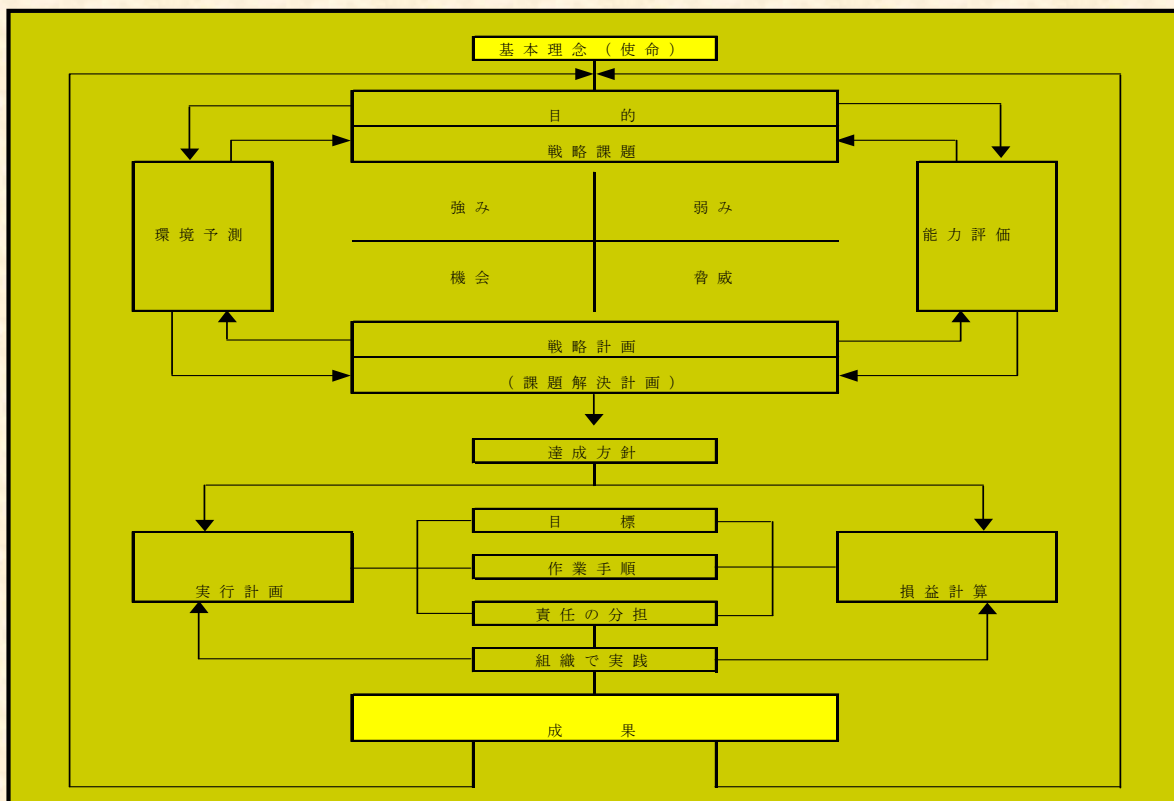 基本理念（使命）
目　　的
戦略課題
強み
弱み
環境予測
能力評価
機会
脅威
戦略計画
（課題解決計画）
達成方針
目　　標
作業手順
実行計画
損益計算
責任の分担
組織で実践
成　　果